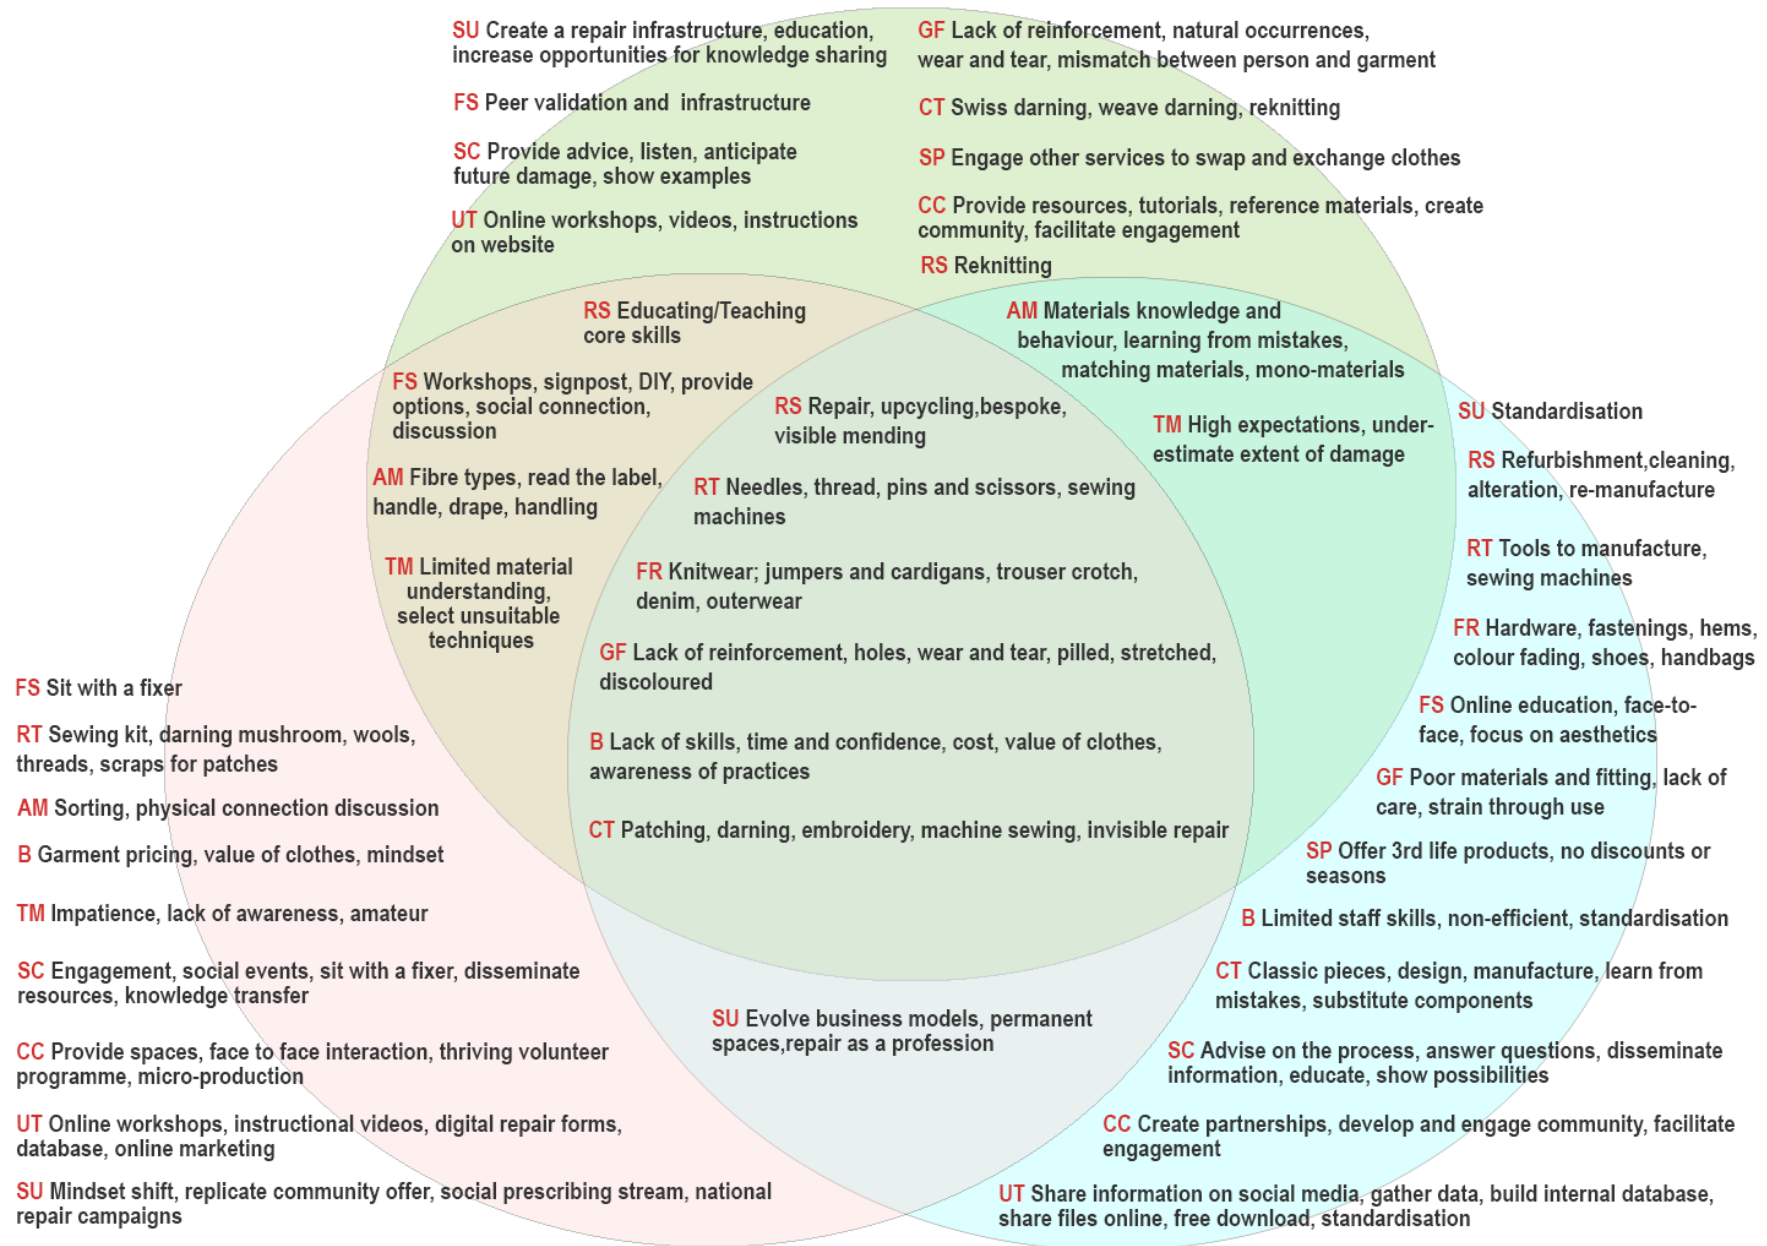 SU Create a repair infrastructure, education,
increase opportunities for knowledge sharing
FS Peer validation and infrastructure
SC Provide advice, listen, anticipate
future damage, show examples
UT Online workshops, videos, instructions
on website
GF Lack of reinforcement, natural occurrences,
wear and tear, mismatch between person and garment
CT Swiss darning, weave darning, reknitting
SP Engage other services to swap and exchange clothes
CC Provide resources, tutorials, reference materials, create
community, facilitate engagement
RS Reknitting
RS Educating/Teaching
core skills
FS Workshops, signpost, DIY, provide
options, social connection,
discussion
AM Fibre types, read the label,
handle, drape, handling
TM Limited material
understanding,
select unsuitable
techniques
AM Materials knowledge and
behaviour, learning from mistakes,
matching materials, mono-materials
TM High expectations, under-
estimate extent of damage
RS Repair, upcycling,bespoke,
visible mending
RT Needles, thread, pins and scissors, sewing
machines
FR Knitwear; jumpers and cardigans, trouser crotch,
denim, outerwear
GF Lack of reinforcement, holes, wear and tear, pilled, stretched,
discoloured
B Lack of skills, time and confidence, cost, value of clothes,
awareness of practices
CT Patching, darning, embroidery, machine sewing, invisible repair
SU Evolve business models, permanent
spaces,repair as a profession
FS Sit with a fixer
RT Sewing kit, darning mushroom, wools,
threads, scraps for patches
AM Sorting, physical connection discussion
B Garment pricing, value of clothes, mindset
TM Impatience, lack of awareness, amateur
SC Engagement, social events, sit with a fixer, disseminate
resources, knowledge transfer
CC Provide spaces, face to face interaction, thriving volunteer
programme, micro-production
UT Online workshops, instructional videos, digital repair forms,
database, online marketing
SU Mindset shift, replicate community offer, social prescribing stream, national
repair campaigns
SU Standardisation
RS Refurbishment,cleaning,
alteration, re-manufacture
RT Tools to manufacture,
sewing machines
FR Hardware, fastenings, hems,
colour fading, shoes, handbags
FS Online education, face-to-
face, focus on aesthetics
GF Poor materials and fitting, lack of
care, strain through use
SP Offer 3rd life products, no discounts or
seasons
B Limited staff skills, non-efficient, standardisation
CT Classic pieces, design, manufacture, learn from
mistakes, substitute components
SC Advise on the process, answer questions, disseminate
information, educate, show possibilities
CC Create partnerships, develop and engage community, facilitate
engagement
UT Share information on social media, gather data, build internal database,
share files online, free download, standardisation